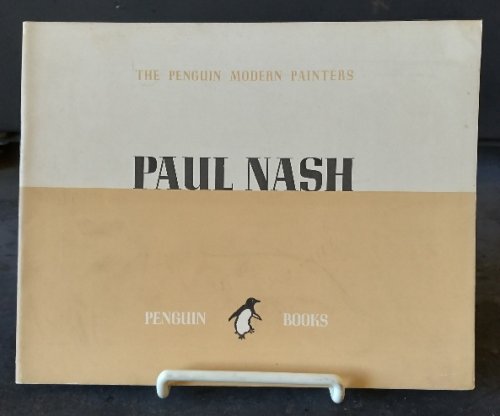 THE PENGUIN MODERN PAINTERS
PAUL NASH
PENGUIN BOOKS